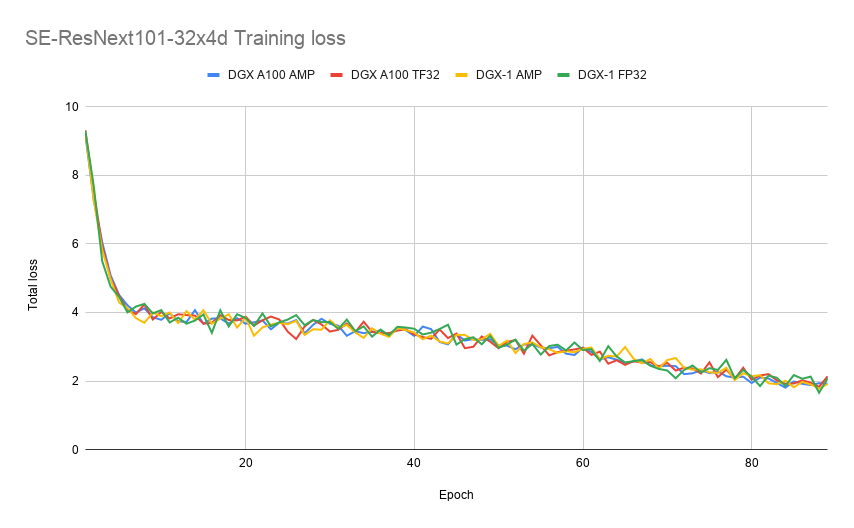 SE-ResNext101-32x4d Training loss
DGX A100 AMP DGX A100 TF32 DGX-1 AMP DGX-1 FP32
10
8
6
4
2
0
Total loss
20 40 60 80
Epoch